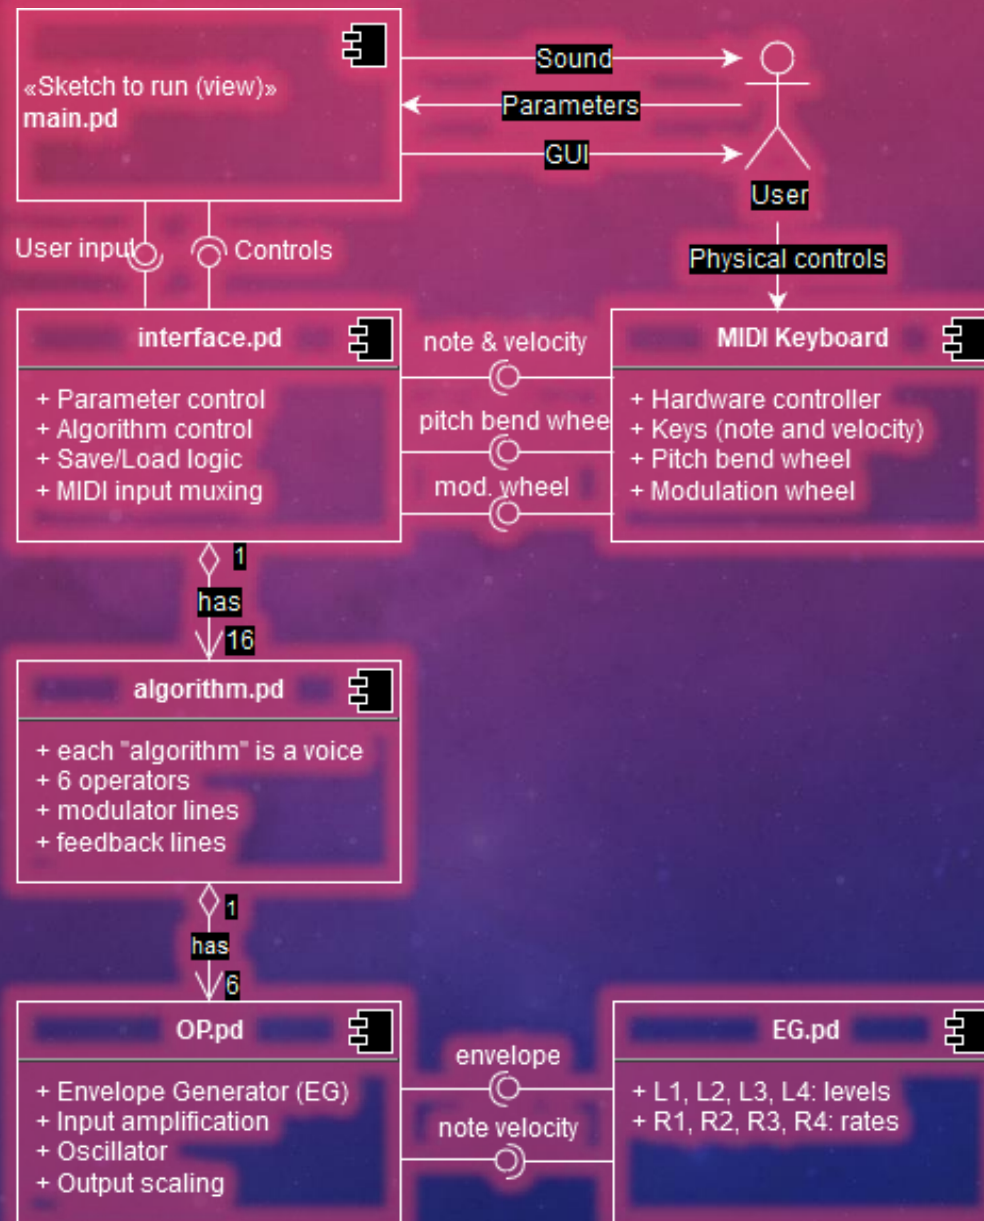 Sound
«Sketch to run (view)»
main.pd
Parameters
GUI
User
User input
Controls
Physical controls
interface.pd
+ Parameter control
+ Algorithm control
+ Save/Load logic
+ MIDI input muxing
note & velocity
pitch bend whee
mod. wheel
MIDI Keyboard
+ Hardware controller
+ Keys (note and velocity)
+ Pitch bend wheel
+ Modulation wheel
1
has
16
algorithm.pd
+ each "algorithm" is a voice
+ 6 operators
+ modulator lines
+ feedback lines
1
has
6
OP.pd
+ Envelope Generator (EG)
+ Input amplification
+ Oscillator
+ Output scaling
envelope
note velocity
EG.pd
+ L1, L2, L3, L4: levels
+ R1, R2, R3, R4: rates